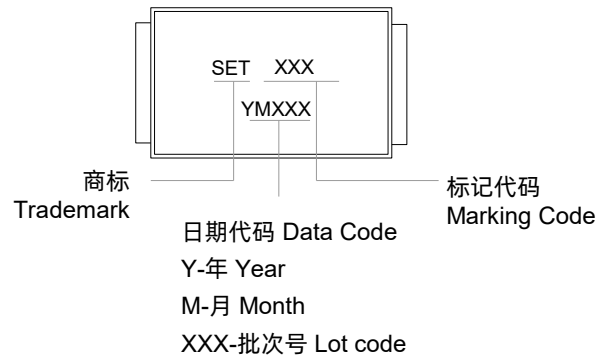 SET XXX
YMXXX
商标
Trademark
标记代码
Marking Code
日期代码 Data Code
Y-年 Year
M-月 Month
XXX-批次号 Lot code